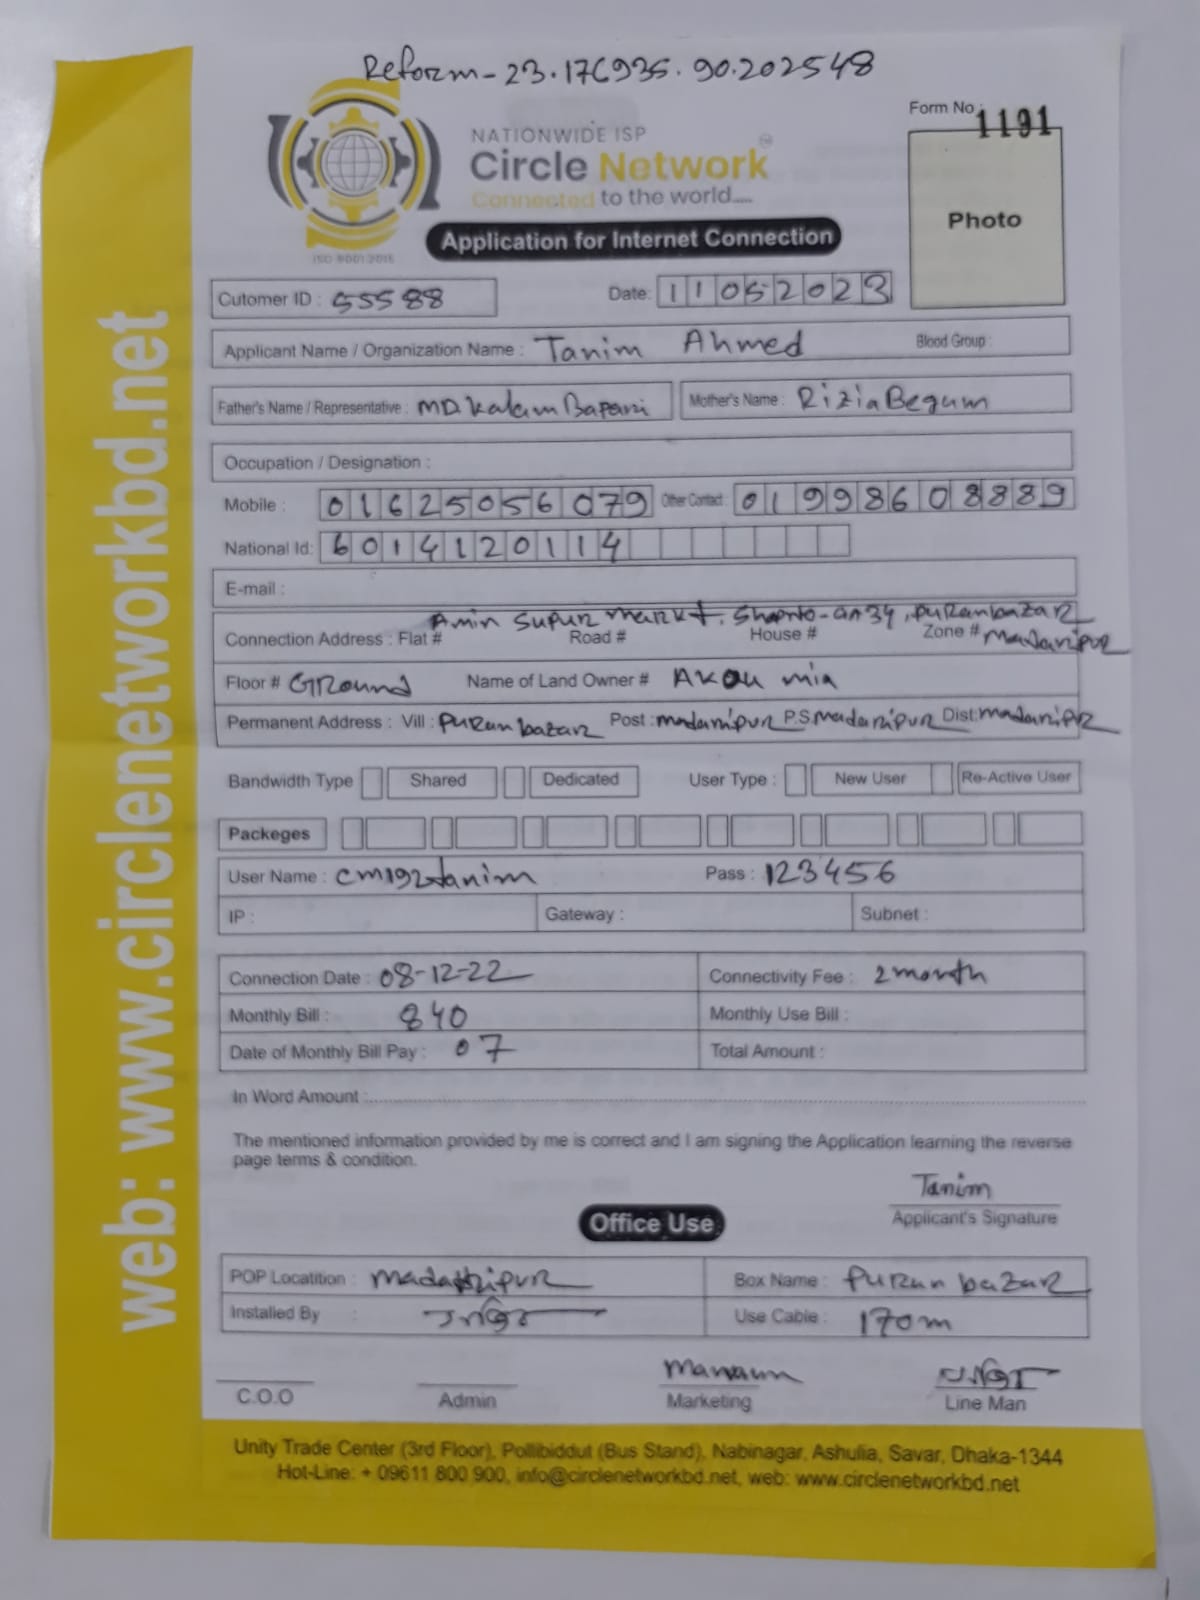 Reform - 23.176935. 90.202548
Form No : 1191
NATIONWIDE ISP
Circle Network
Connected to the world.....
ISO 9001:2015
Photo
Application for Internet Connection
Cutomer ID : 55588 Date: 11052023
Applicant Name / Organization Name : Tanim Ahmed Blood Group :
Father's Name / Representative : MD. Kalam Bapari Mother's Name : Rizia Begum
Occupation / Designation :
Mobile : 01625056079 Other Contact : 01998608889
National Id: 6014120114
E-mail :
Amin Supur Markt. Shapno-, PURanbazaR
Connection Address : Flat # Road # House # Zone # Madaripur
Floor # GRound Name of Land Owner # Akou mia
Permanent Address : Vill : PURan bazar Post : madaripur P.S. Madaripur Dist: madaripr
Bandwidth Type Shared Dedicated User Type : New User Re-Active User
Packeges
User Name : cm192tanim Pass : 123456
IP : Gateway : Subnet :
Connection Date : 08-12-22 Connectivity Fee : 2 month
Monthly Bill : 840 Monthly Use Bill :
Date of Monthly Bill Pay : 07 Total Amount :
In Word Amount :
The mentioned information provided by me is correct and I am signing the Application learning the reverse
page terms & condition.
Tanim
Applicant's Signature
Office Use
POP Locatition : Madaripur Box Name : PURan bazar
Installed By : Use Cable : 170m
C.O.O Admin Marketing Line Man
Unity Trade Center (3rd Floor), Pollibiddut (Bus Stand), Nabinagar, Ashulia, Savar, Dhaka-1344
Hot-Line: + 09611 800 900, info@circlenetworkbd.net, web: www.circlenetworkbd.net
web: www.circlenetworkbd.net